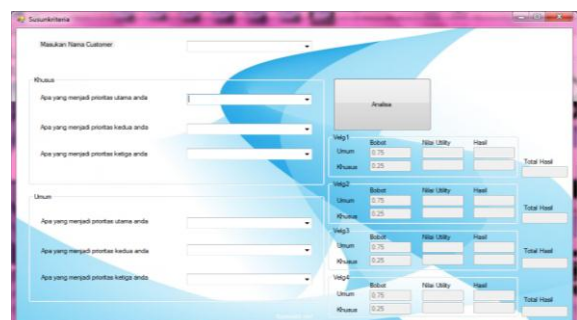 Susunkriteria
Masukan Nama Customer
Khusus
Apa yang menjadi prioritas utama anda
Apa yang menjadi prioritas kedua anda
Apa yang menjadi prioritas ketiga anda
Umum
Apa yang menjadi prioritas utama anda
Apa yang menjadi prioritas kedua anda
Apa yang menjadi prioritas ketiga anda
Analisa
Velg1
Bobot Nilai Utility Hasil
Umum 0.75
Khusus 0.25
Total Hasil
Velg2
Bobot Nilai Utility Hasil
Umum 0.75
Khusus 0.25
Total Hasil
Velg3
Bobot Nilai Utility Hasil
Umum 0.75
Khusus 0.25
Total Hasil
Velg4
Bobot Nilai Utility Hasil
Umum 0.75
Khusus 0.25
Total Hasil